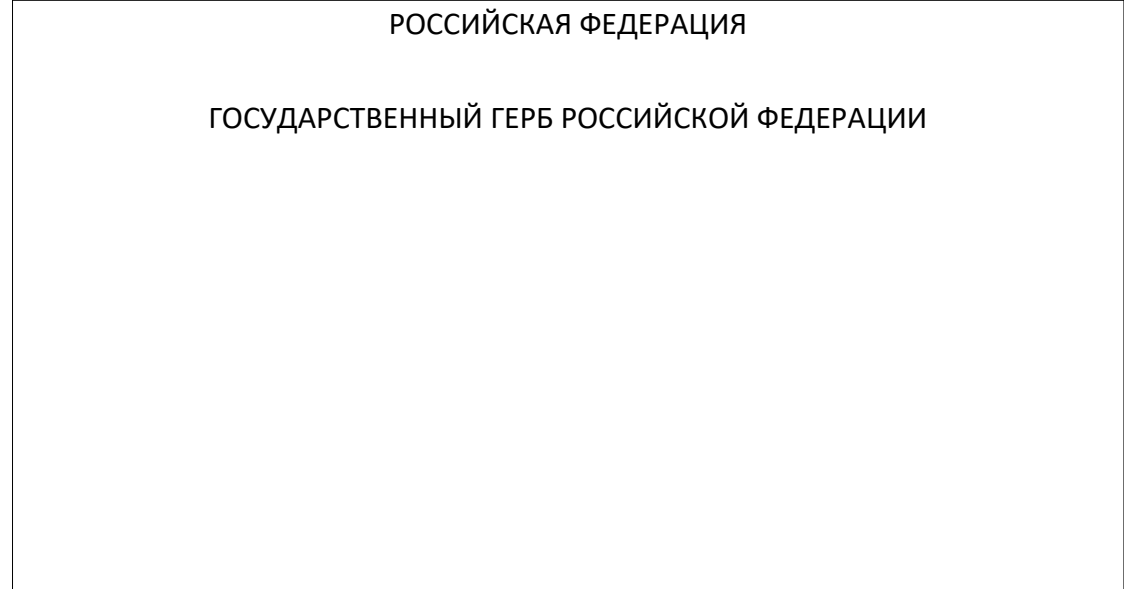 РОССИЙСКАЯ ФЕДЕРАЦИЯ
ГОСУДАРСТВЕННЫЙ ГЕРБ РОССИЙСКОЙ ФЕДЕРАЦИИ